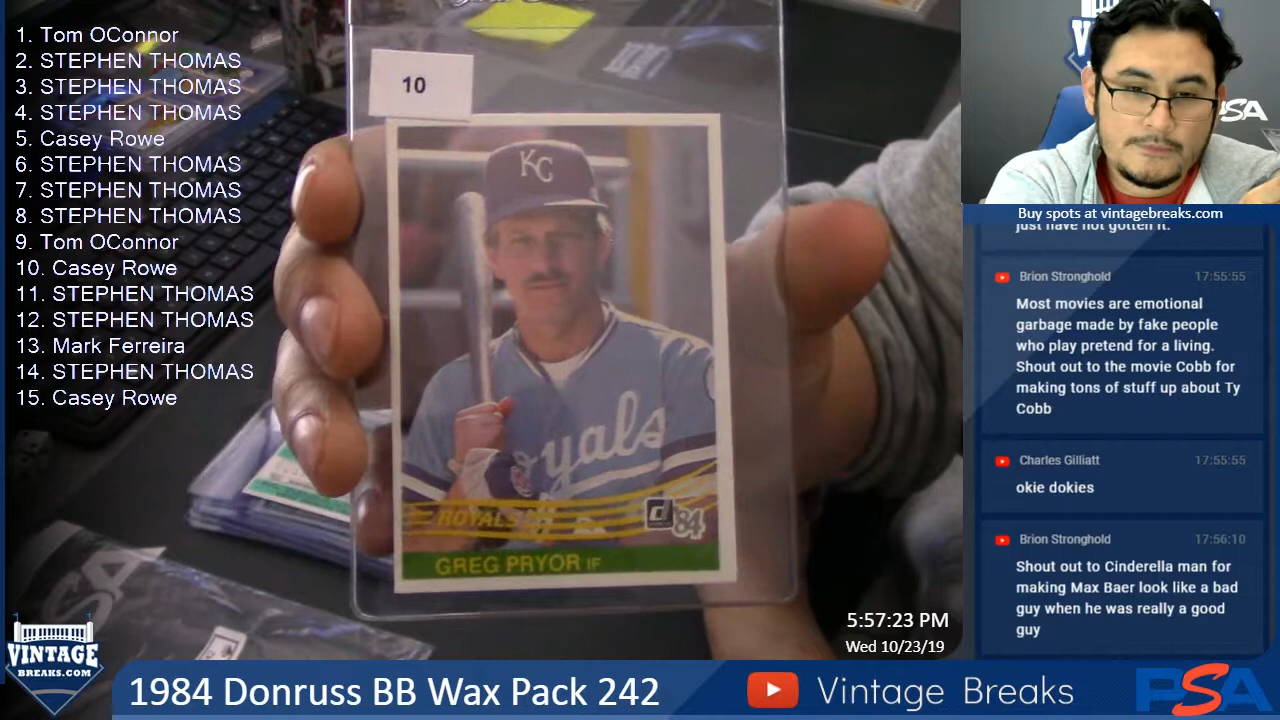 1. Tom OConnor
2. STEPHEN THOMAS
3. STEPHEN THOMAS
4. STEPHEN THOMAS
5. Casey Rowe
6. STEPHEN THOMAS
7. STEPHEN THOMAS
8. STEPHEN THOMAS
9. Tom OConnor
10. Casey Rowe
11. STEPHEN THOMAS
12. STEPHEN THOMAS
13. Mark Ferreira
14. STEPHEN THOMAS
15. Casey Rowe
10
KC
Royals
ROYALS
d 84
GREG PRYOR IF
PSA
Buy spots at vintagebreaks.com
just have not gotten it.
Brion Stronghold 17:55:55
Most movies are emotional
garbage made by fake people
who play pretend for a living.
Shout out to the movie Cobb for
making tons of stuff up about Ty
Cobb
Charles Gilliatt 17:55:55
okie dokies
Brion Stronghold 17:56:10
Shout out to Cinderella man for
making Max Baer look like a bad
guy when he was really a good
guy
5:57:23 PM
Wed 10/23/19
VINTAGE
BREAKS.COM
1984 Donruss BB Wax Pack 242
Vintage Breaks
PSA